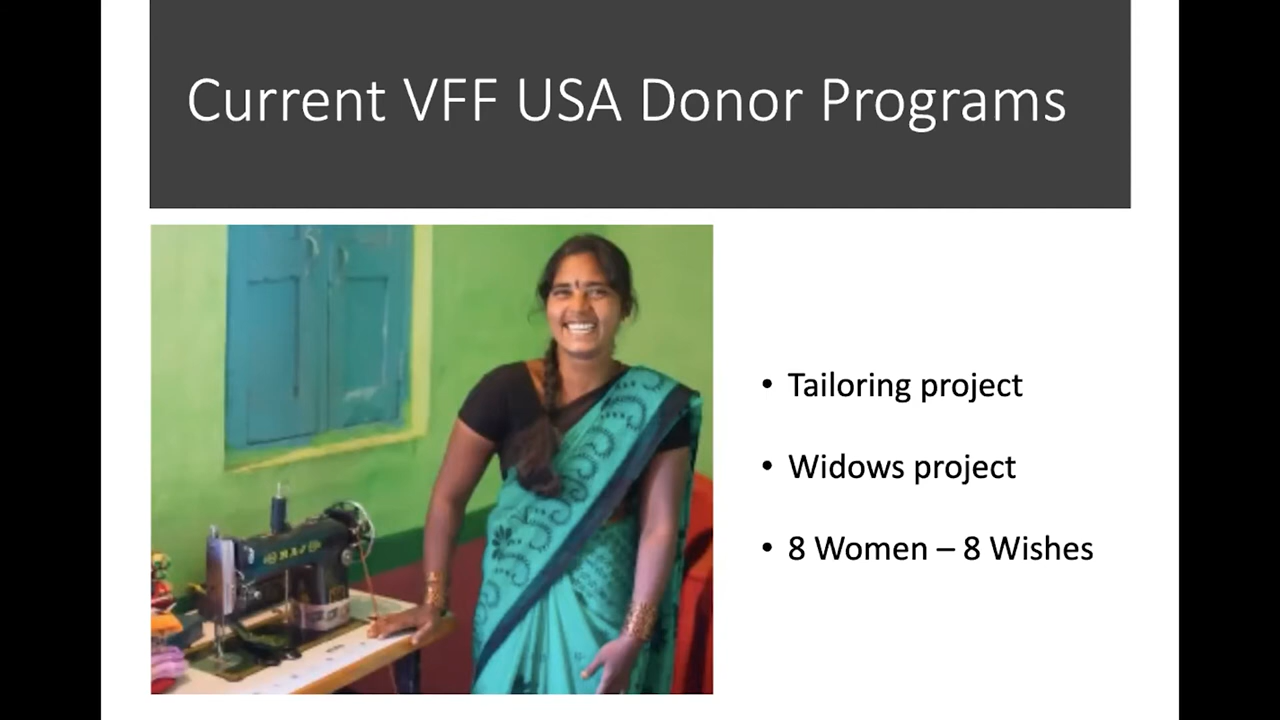 Current VFF USA Donor Programs
• Tailoring project
• Widows project
• 8 Women – 8 Wishes